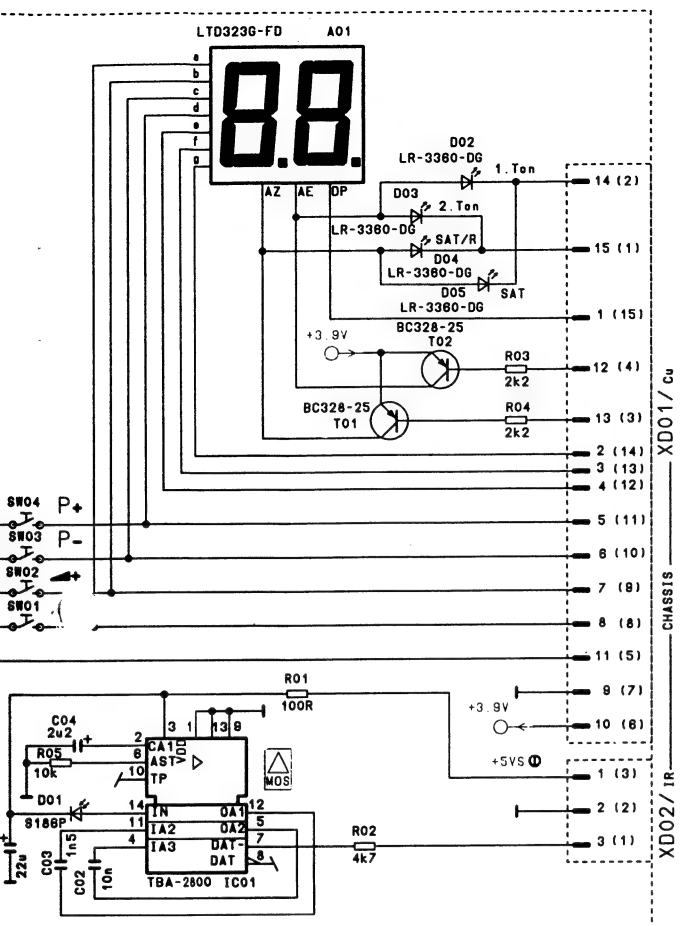 LTD323G-FD A01
a
b
c
d
e
f
g
AZ AE DP
D02
LR-3360-DG
1.Ton
14 (2)
D03
2.Ton
LR-3360-DG
SAT/R
15 (1)
D04
LR-3360-DG
D05 SAT
LR-3360-DG
1 (15)
BC328-25
T02
+3.9V
R03
2k2
12 (4)
BC328-25
T01
R04
2k2
13 (3)
2 (14)
3 (13)
4 (12)
XD01/Cu
SW04 P+
5 (11)
SW03 P-
6 (10)
SW02 +
7 (9)
SW01
8 (8)
CHASSIS
11 (5)
R01
100R
9 (7)
+3.9V
10 (6)
+5VS
1 (3)
2 (2)
R02
4k7
3 (1)
XD02/IR
C04
2u2
+
R05
10k
D01
S186P
+
22u
C03
1n5
C02
10n
3 1 13 9
2
6
10
14
11
4
CA1
VDD
AST
TP
IN
IA2
IA3
OA1
OA2
DAT-
DAT
12
5
7
8
MOS
TBA-2800 IC01